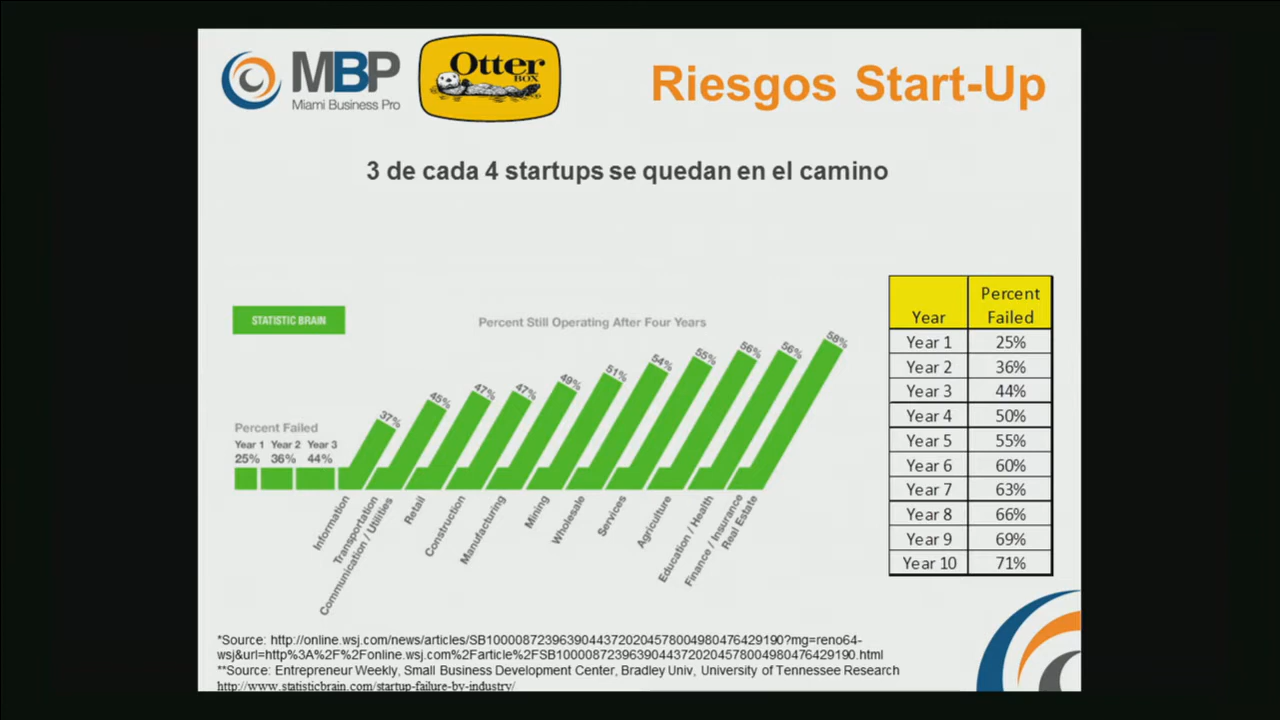 MBP
Miami Business Pro
Otter
BOX
Riesgos Start-Up
3 de cada 4 startups se quedan en el camino
STATISTIC BRAIN
Percent Still Operating After Four Years
37%
45%
47%
47%
49%
51%
54%
55%
56%
56%
58%
Percent Failed
Year 1 Year 2 Year 3
25% 36% 44%
Information
Transportation
Communication / Utilities
Retail
Construction
Manufacturing
Mining
Wholesale
Services
Agriculture
Education / Health
Finance / Insurance
Real Estate
Year Percent Failed
Year 1 25%
Year 2 36%
Year 3 44%
Year 4 50%
Year 5 55%
Year 6 60%
Year 7 63%
Year 8 66%
Year 9 69%
Year 10 71%
*Source: http://online.wsj.com/news/articles/SB10000872396390443720204578004980476429190?mg=reno64-
wsj&url=http%3A%2F%2Fonline.wsj.com%2Farticle%2FSB10000872396390443720204578004980476429190.html
**Source: Entrepreneur Weekly, Small Business Development Center, Bradley Univ, University of Tennessee Research
http://www.statisticbrain.com/startup-failure-by-industry/